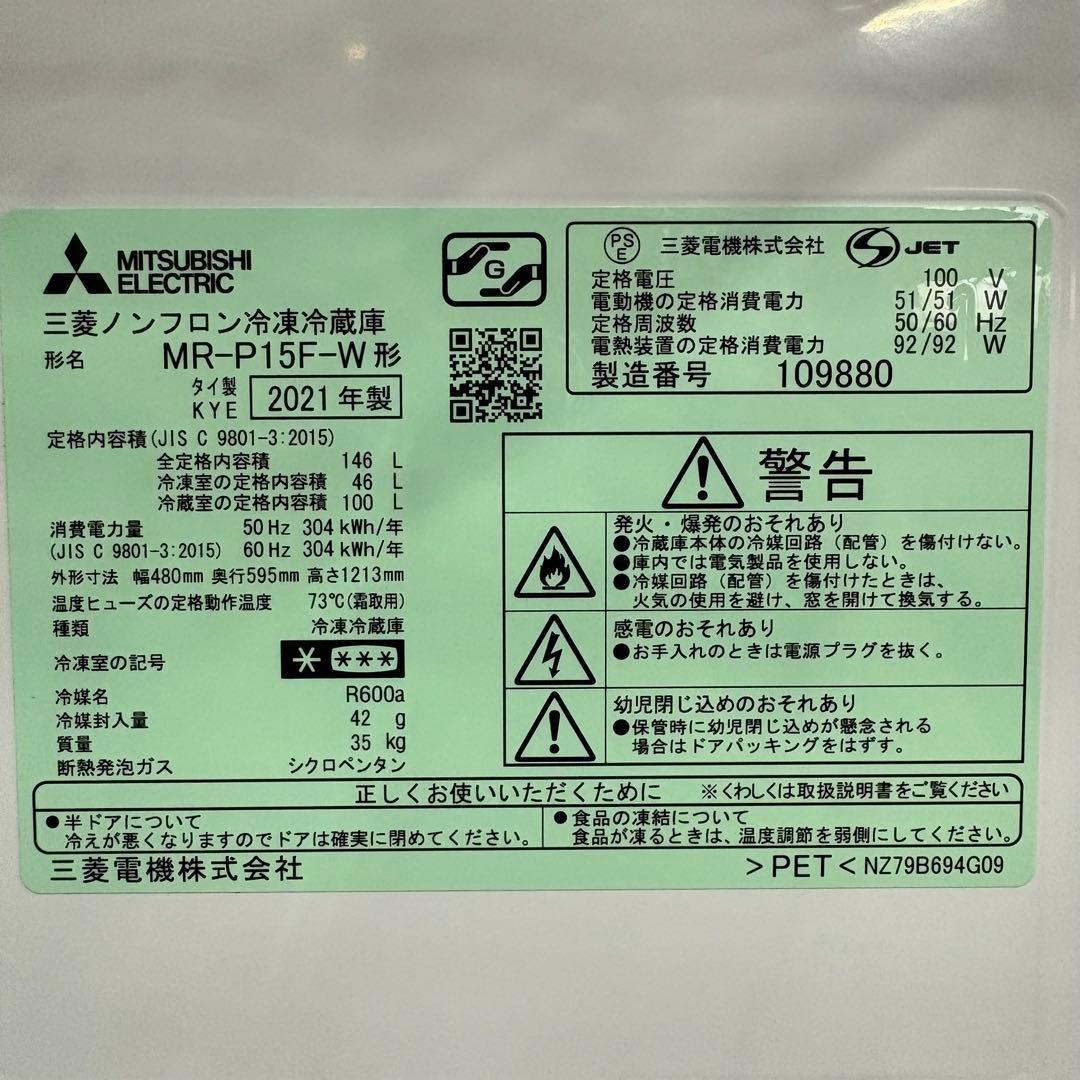 MITSUBISHI
ELECTRIC
三菱ノンフロン冷凍冷蔵庫
形名 MR-P15F-W形
タイ製
KYE 2021年製
定格内容積(JIS C 9801-3:2015)
全定格内容積 146 L
冷凍室の定格内容積 46 L
冷蔵室の定格内容積 100 L
消費電力量 50Hz 304kWh/年
(JIS C 9801-3:2015) 60Hz 304kWh/年
外形寸法 幅480mm 奥行595mm 高さ1213mm
温度ヒューズの定格動作温度 73℃(霜取用)
種類 冷凍冷蔵庫
冷凍室の記号 * ***
冷媒名 R600a
冷媒封入量 42 g
質量 35 kg
断熱発泡ガス シクロペンタン
G
PS
E 三菱電機株式会社 S JET
定格電圧 100 V
電動機の定格消費電力 51/51 W
定格周波数 50/60 Hz
電熱装置の定格消費電力 92/92 W
製造番号 109880
警告
発火・爆発のおそれあり
●冷蔵庫本体の冷媒回路(配管)を傷付けない。
●庫内では電気製品を使用しない。
●冷媒回路(配管)を傷付けたときは、
火気の使用を避け、窓を開けて換気する。
感電のおそれあり
●お手入れのときは電源プラグを抜く。
幼児閉じ込めのおそれあり
●保管時に幼児閉じ込めが懸念される
場合はドアパッキングをはずす。
正しくお使いいただくために ※くわしくは取扱説明書をご覧ください
●半ドアについて
冷えが悪くなりますのでドアは確実に閉めてください。
●食品の凍結について
食品が凍るときは、温度調節を弱側にしてください。
三菱電機株式会社 >PET< NZ79B694G09